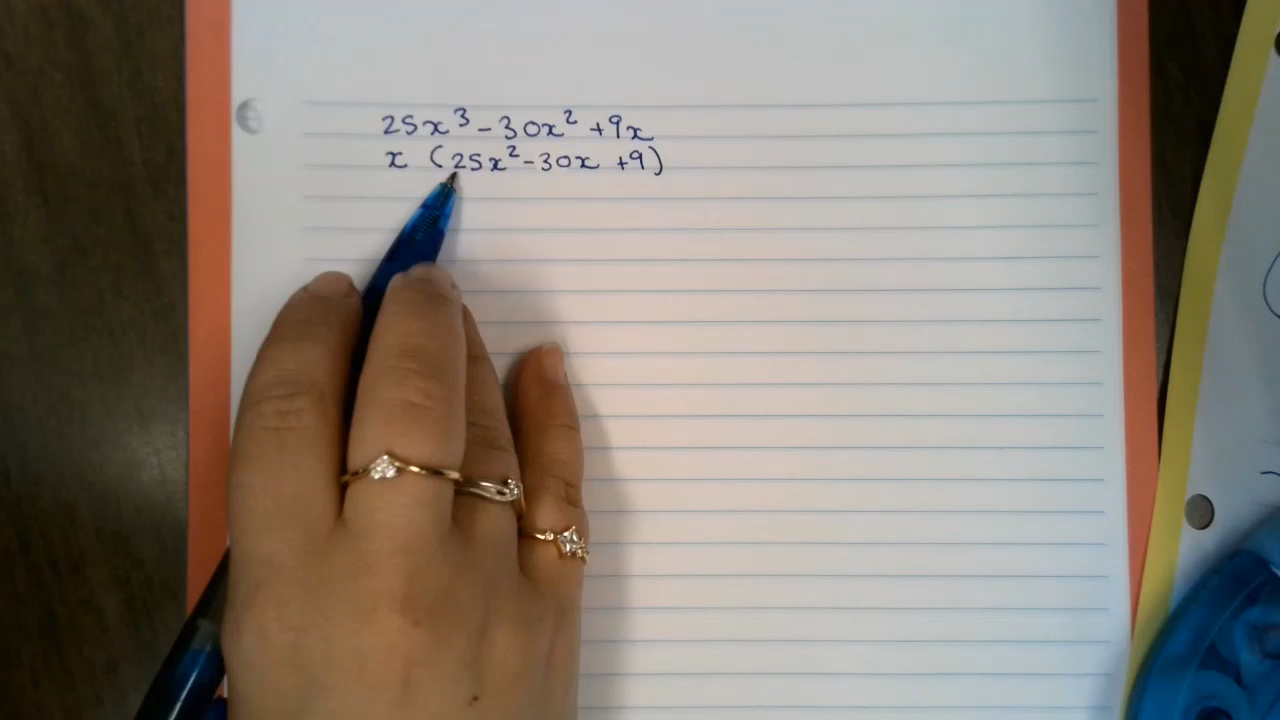 25x³ - 30x² + 9x
x (25x² - 30x + 9)